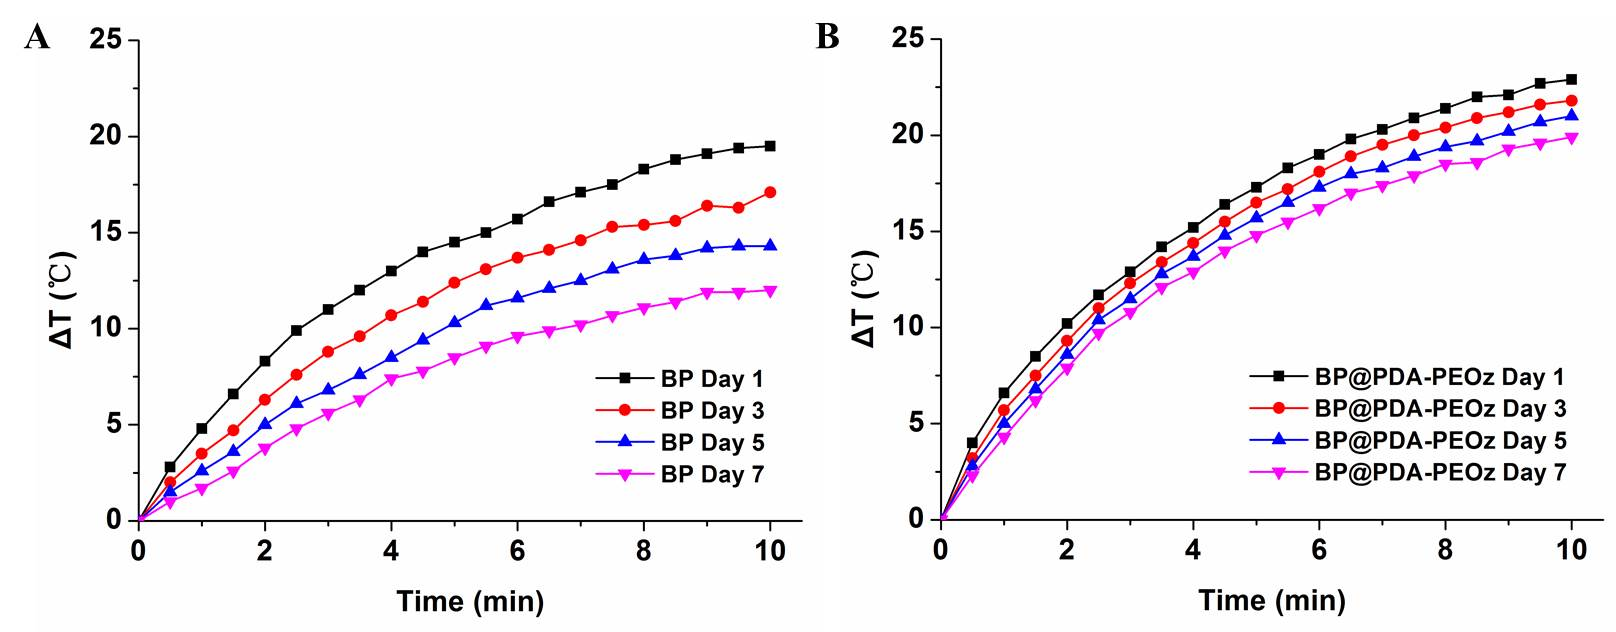 A
25
20
15
10
5
0
ΔT (℃)
0 2 4 6 8 10
Time (min)
BP Day 1
BP Day 3
BP Day 5
BP Day 7
B
25
20
15
10
5
0
ΔT (℃)
0 2 4 6 8 10
Time (min)
BP@PDA-PEOz Day 1
BP@PDA-PEOz Day 3
BP@PDA-PEOz Day 5
BP@PDA-PEOz Day 7